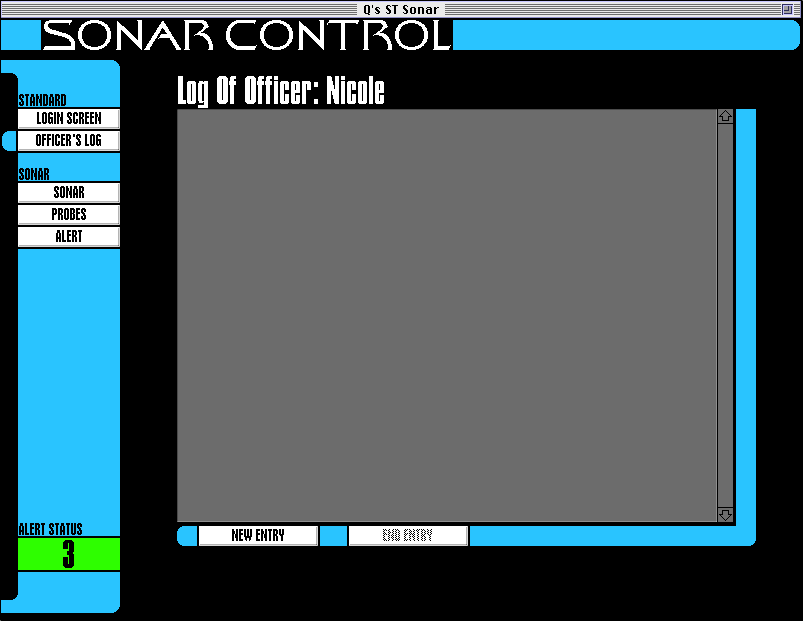 Q's ST Sonar
SONAR CONTROL
STANDARD
LOGIN SCREEN
OFFICER'S LOG
SONAR
SONAR
PROBES
ALERT
ALERT STATUS
3
Log Of Officer: Nicole
NEW ENTRY
END ENTRY